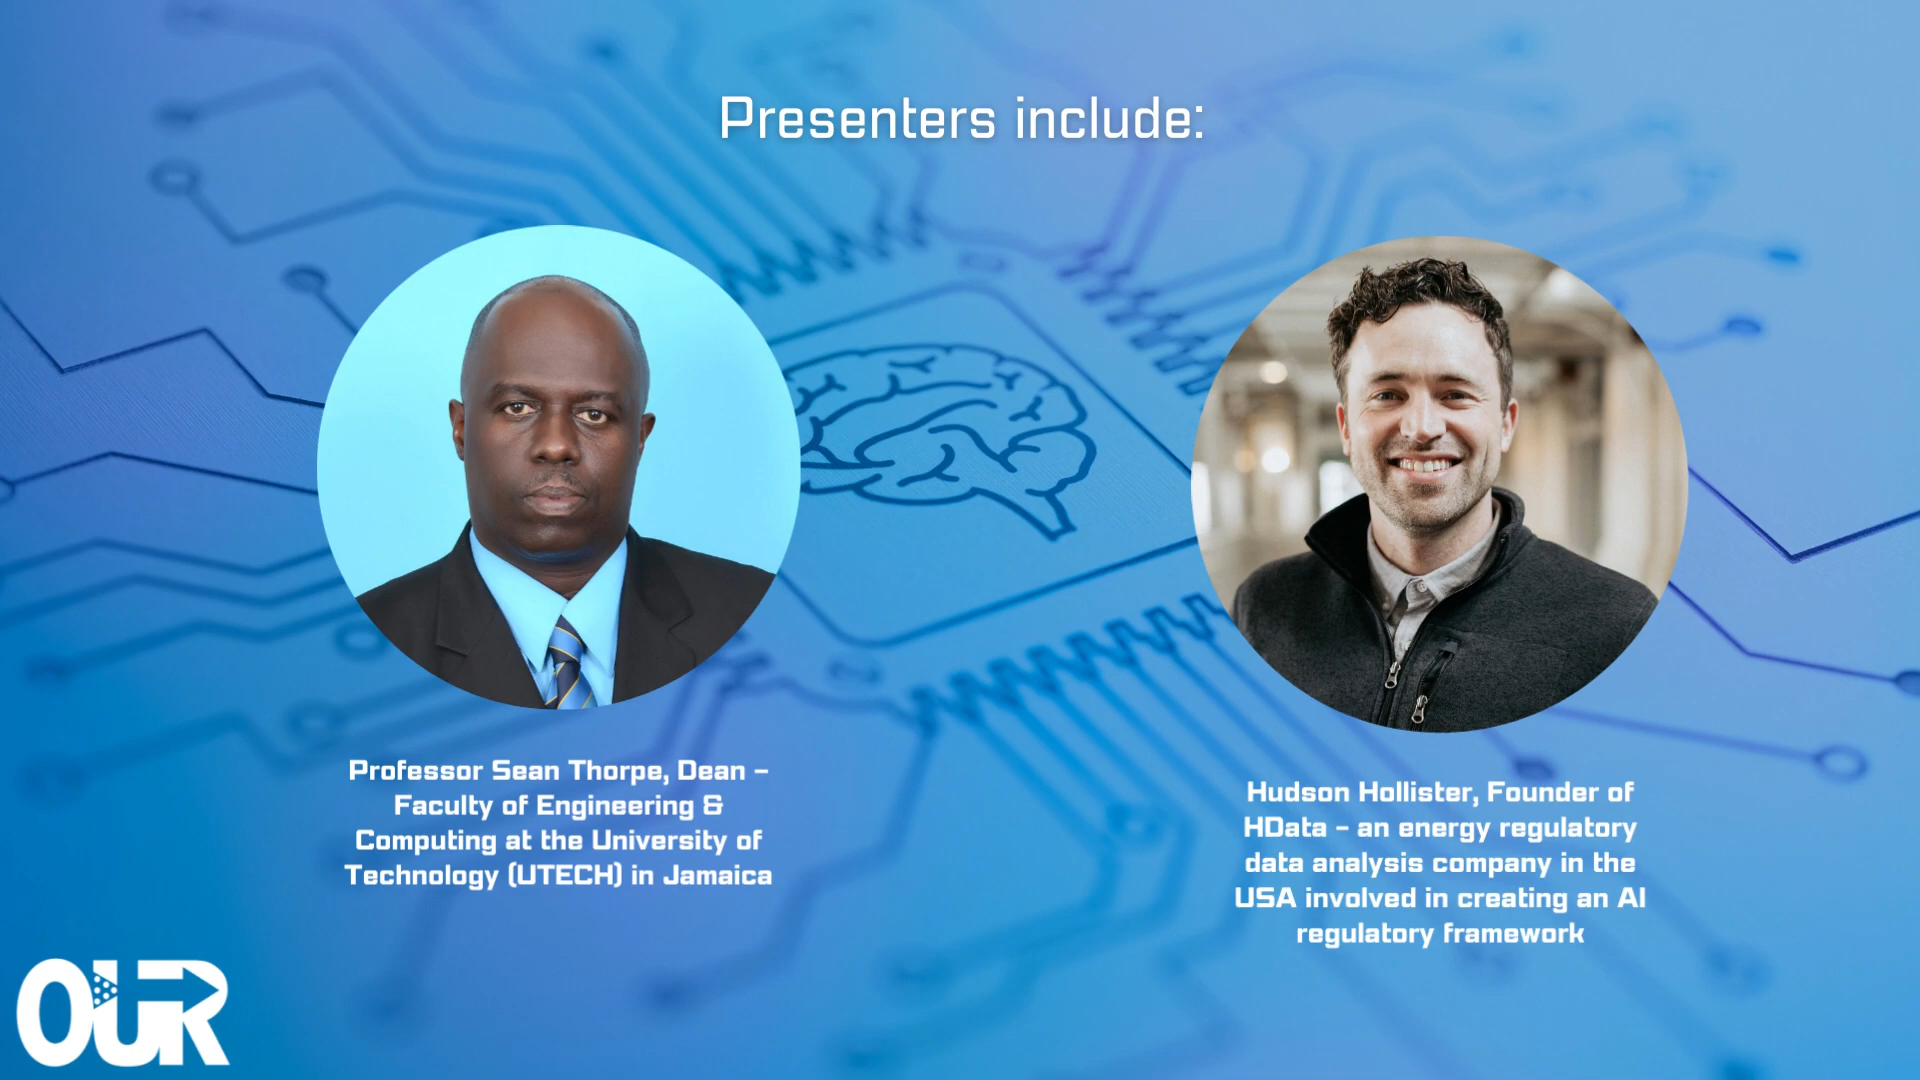 Presenters include:
Professor Sean Thorpe, Dean –
Faculty of Engineering &
Computing at the University of
Technology (UTECH) in Jamaica
Hudson Hollister, Founder of
HData – an energy regulatory
data analysis company in the
USA involved in creating an AI
regulatory framework
OUR